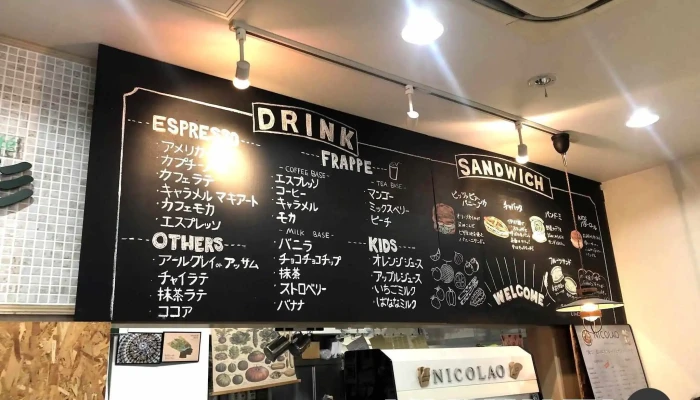 DRINK
ESPRESSO
・アメリカ
・カプチー
・カフェラテ
・キャラメル マキアート
・カフェモカ
・エスプレッソ
OTHERS
・アールグレイ or アッサム
・チャイラテ
・抹茶ラテ
・ココア
FRAPPE
- COFFEE BASE -
・エスプレッソ
・コーヒー
・キャラメル
・モカ
- MILK BASE -
・バニラ
・チョコチョコチップ
・抹茶
・ストロベリー
・バナナ
- TEA BASE -
・マンゴー
・ミックスベリー
・ピーチ
KIDS
・オレンジジュース
・アップルジュース
・いちごミルク
・ばななミルク
SANDWICH
フルーツサンド
WELCOME
NICOLAO
NICOLAO